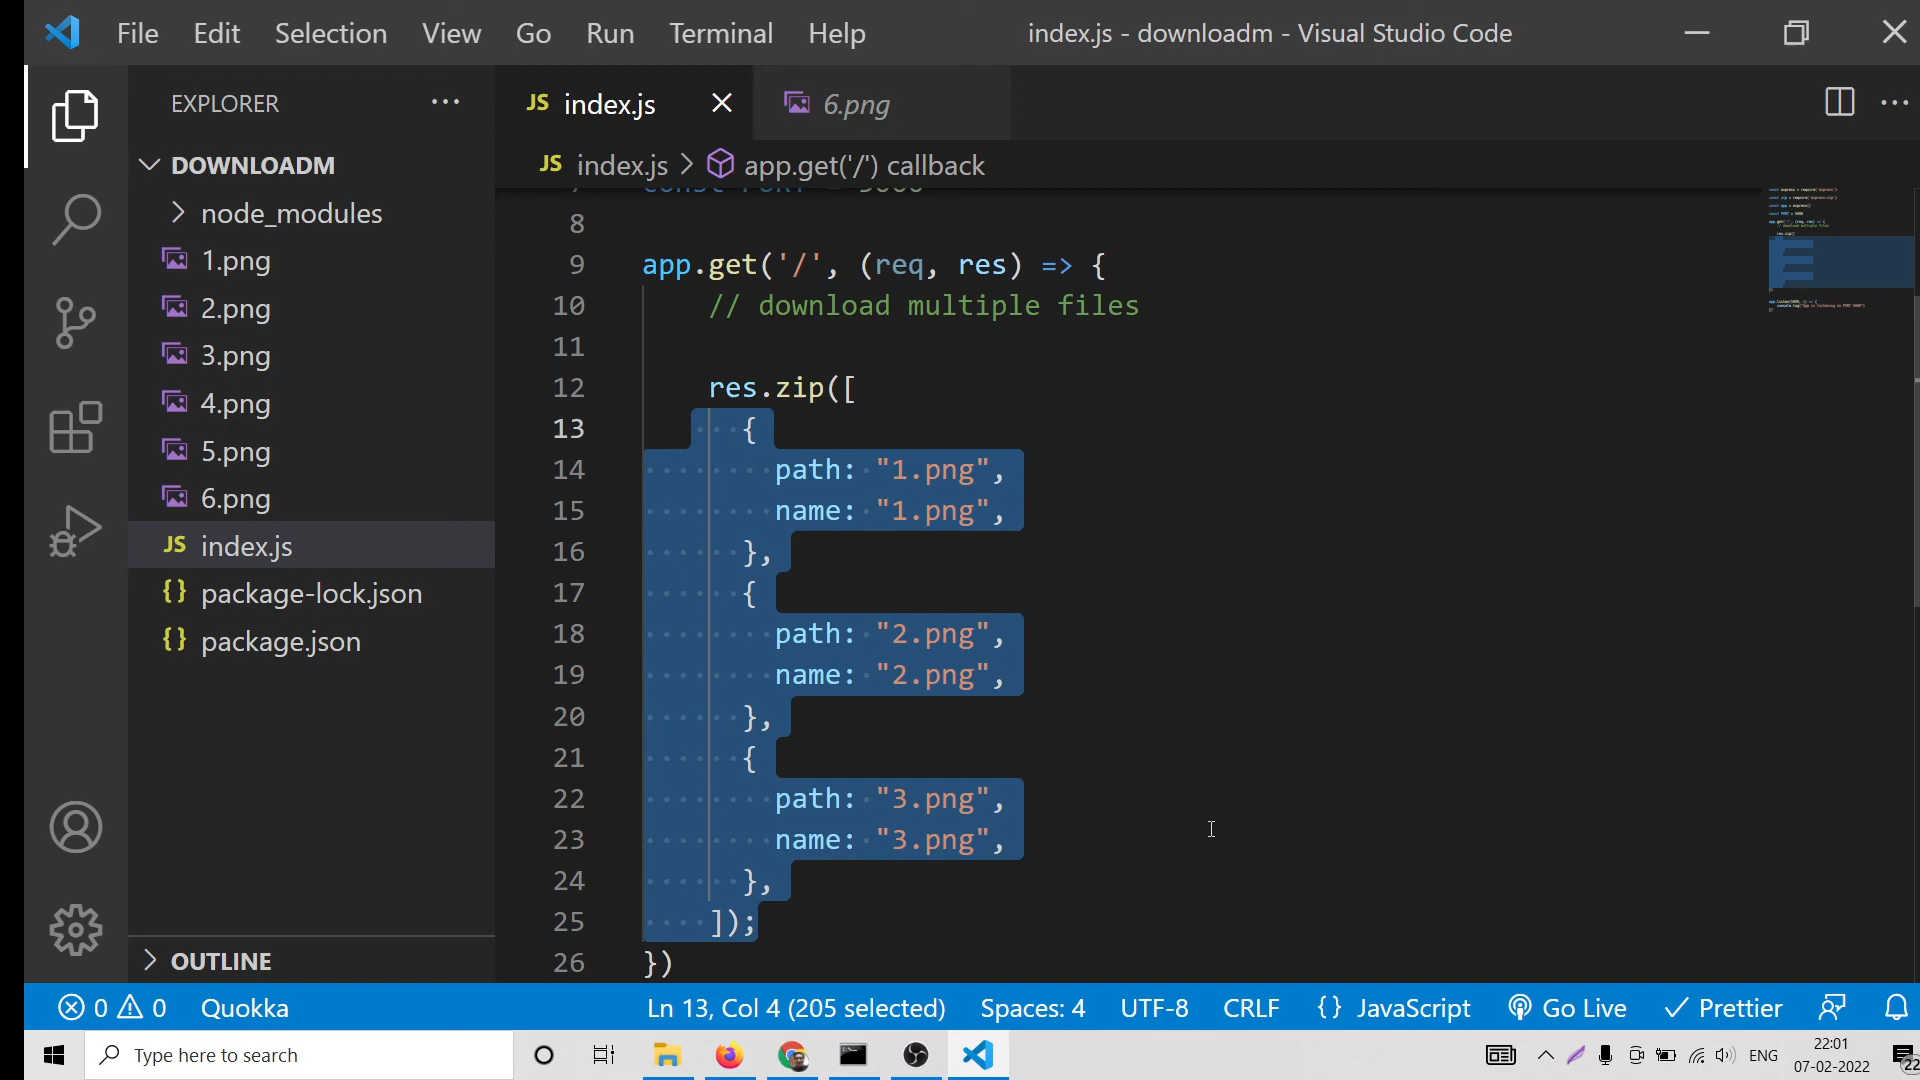 File Edit Selection View Go Run Terminal Help index.js - downloadm - Visual Studio Code
EXPLORER
DOWNLOADM
node_modules
1.png
2.png
3.png
4.png
5.png
6.png
JS index.js
{} package-lock.json
{} package.json
OUTLINE
JS index.js 6.png
JS index.js > app.get('/') callback
7 const PORT = 5000
8
9 app.get('/', (req, res) => {
10 // download multiple files
11
12 res.zip([
13 {
14 path: "1.png",
15 name: "1.png",
16 },
17 {
18 path: "2.png",
19 name: "2.png",
20 },
21 {
22 path: "3.png",
23 name: "3.png",
24 },
25 ]);
26 })
0 0 Quokka Ln 13, Col 4 (205 selected) Spaces: 4 UTF-8 CRLF {} JavaScript Go Live Prettier
Type here to search ENG 22:01
07-02-2022 22